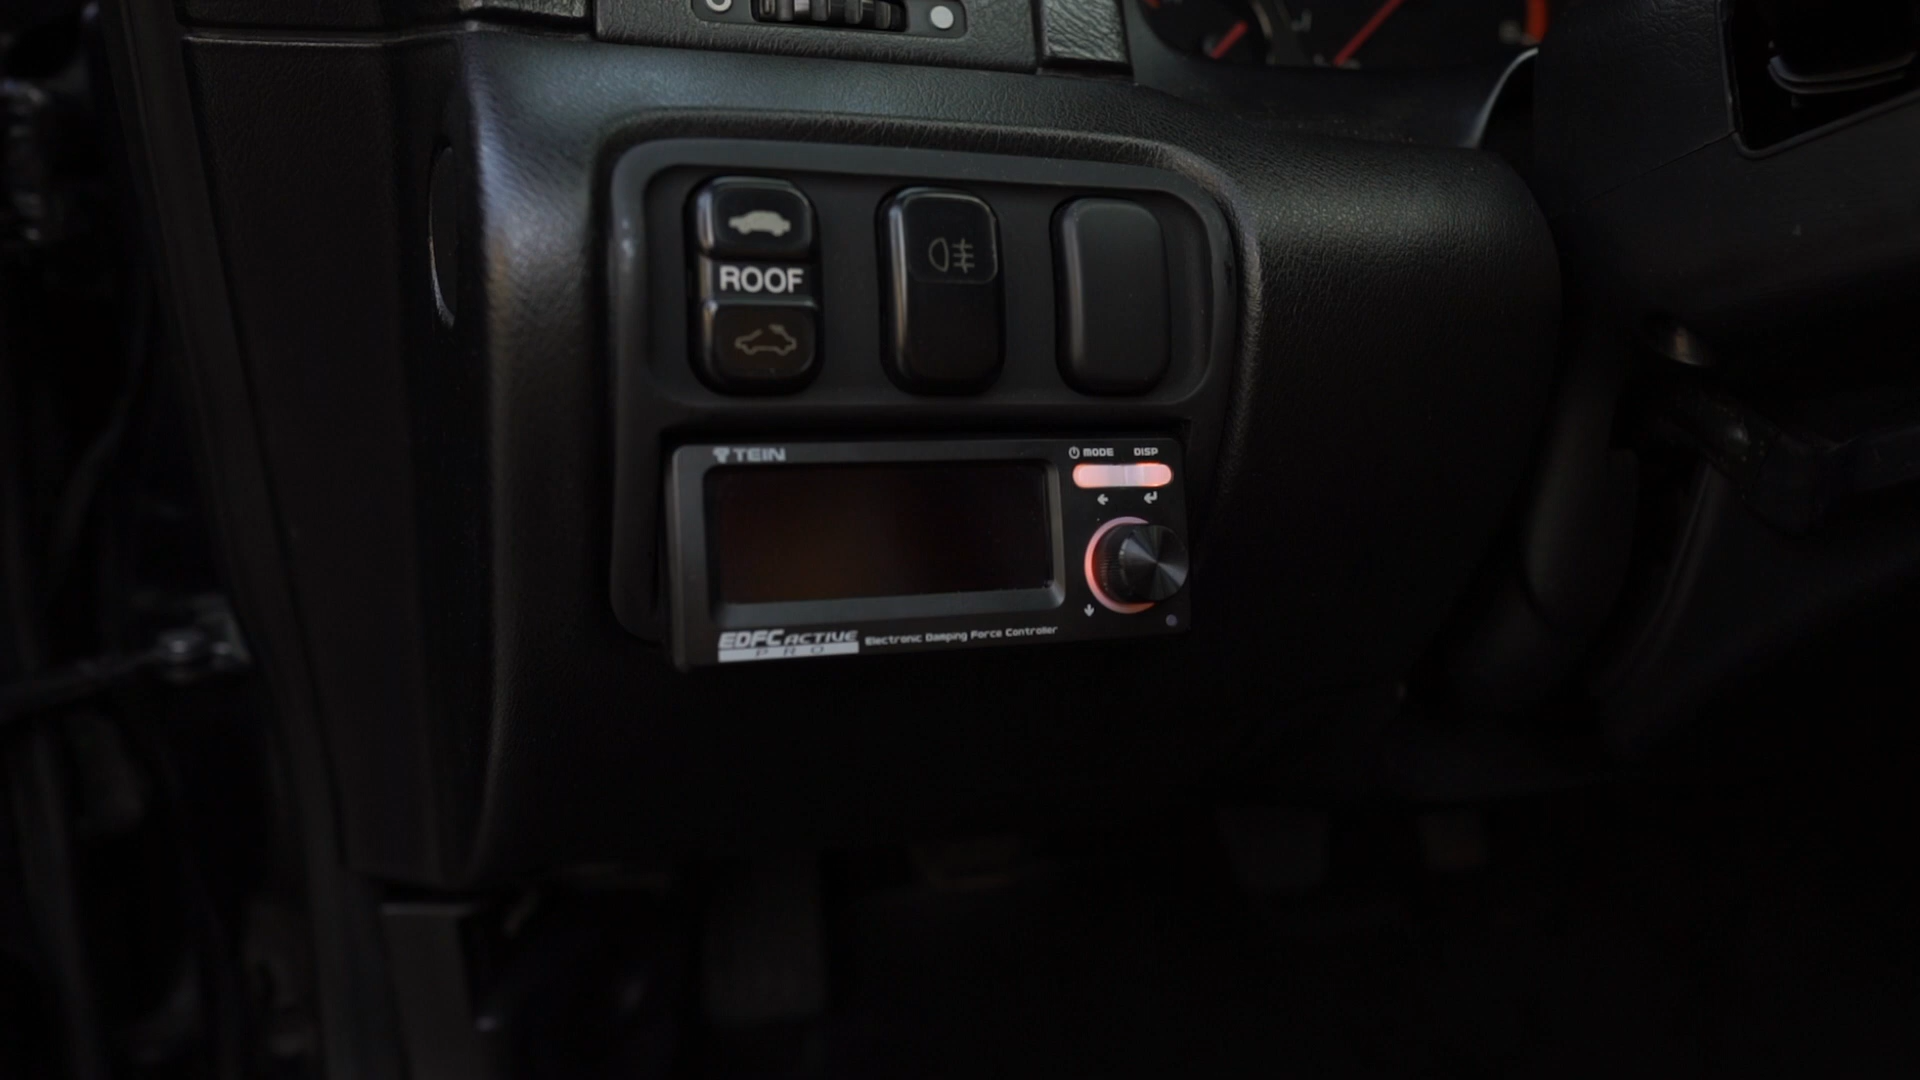 ROOF
TEIN
MODE DISP
EDFC ACTIVE
PRO
Electronic Damping Force Controller